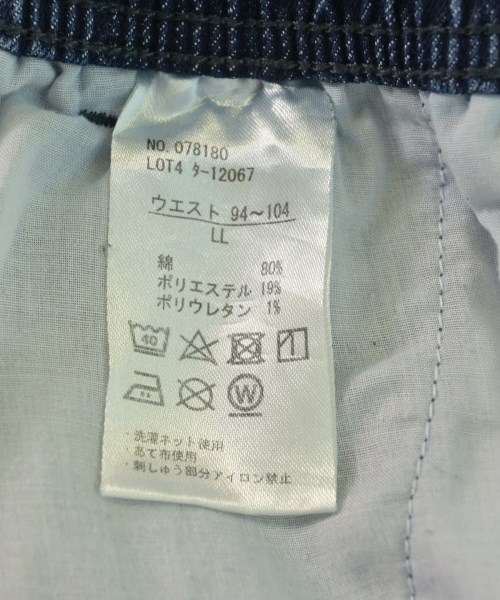 NO. 078180
LOT4 ﾀｰ-12067
ウエスト 94～104
LL
綿 80%
ポリエステル 19%
ポリウレタン 1%
40
W
・洗濯ネット使用
・あて布使用
・刺しゅう部分アイロン禁止